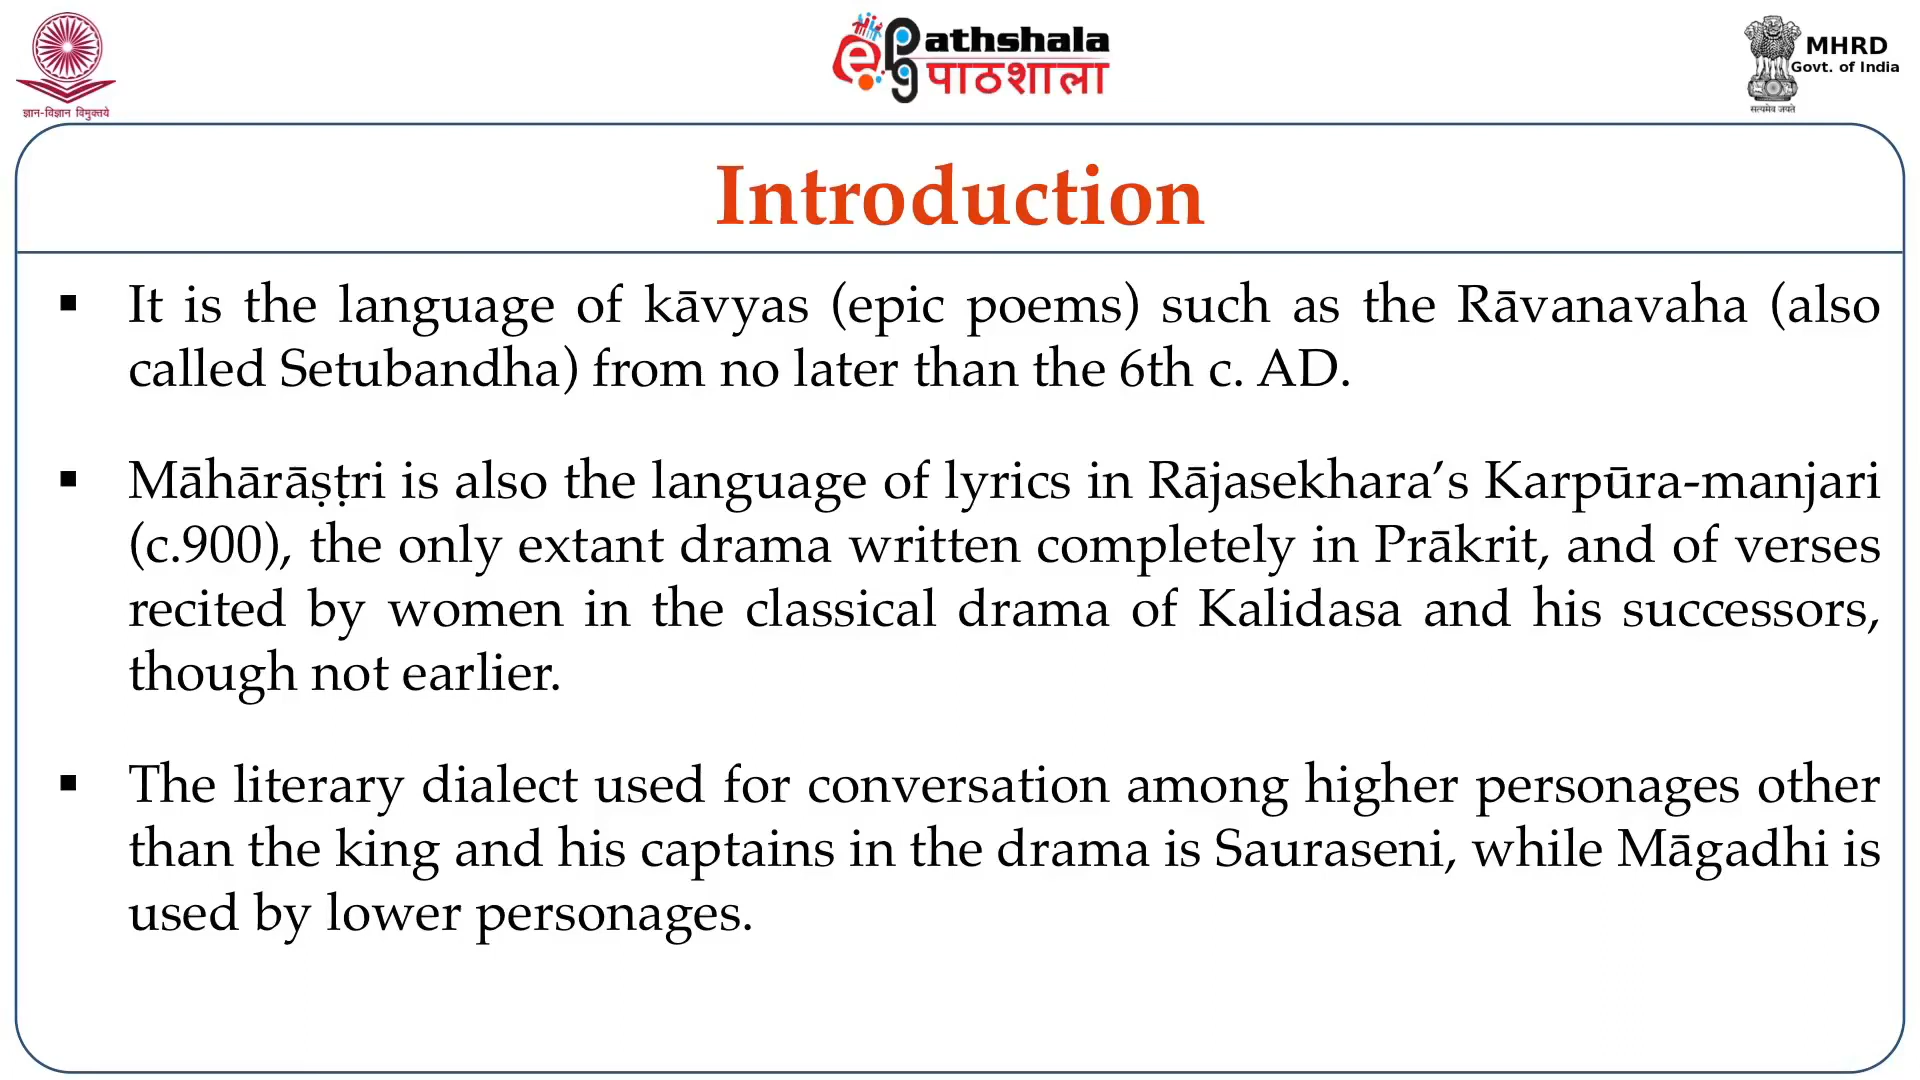 ज्ञान-विज्ञान विमुक्तये
e Pathshala
pg पाठशाला
MHRD
Govt. of India
सत्यमेव जयते
Introduction
▪ It is the language of kāvyas (epic poems) such as the Rāvanavaha (also
called Setubandha) from no later than the 6th c. AD.
▪ Māhārāṣṭri is also the language of lyrics in Rājasekhara’s Karpūra-manjari
(c.900), the only extant drama written completely in Prākrit, and of verses
recited by women in the classical drama of Kalidasa and his successors,
though not earlier.
▪ The literary dialect used for conversation among higher personages other
than the king and his captains in the drama is Sauraseni, while Māgadhi is
used by lower personages.